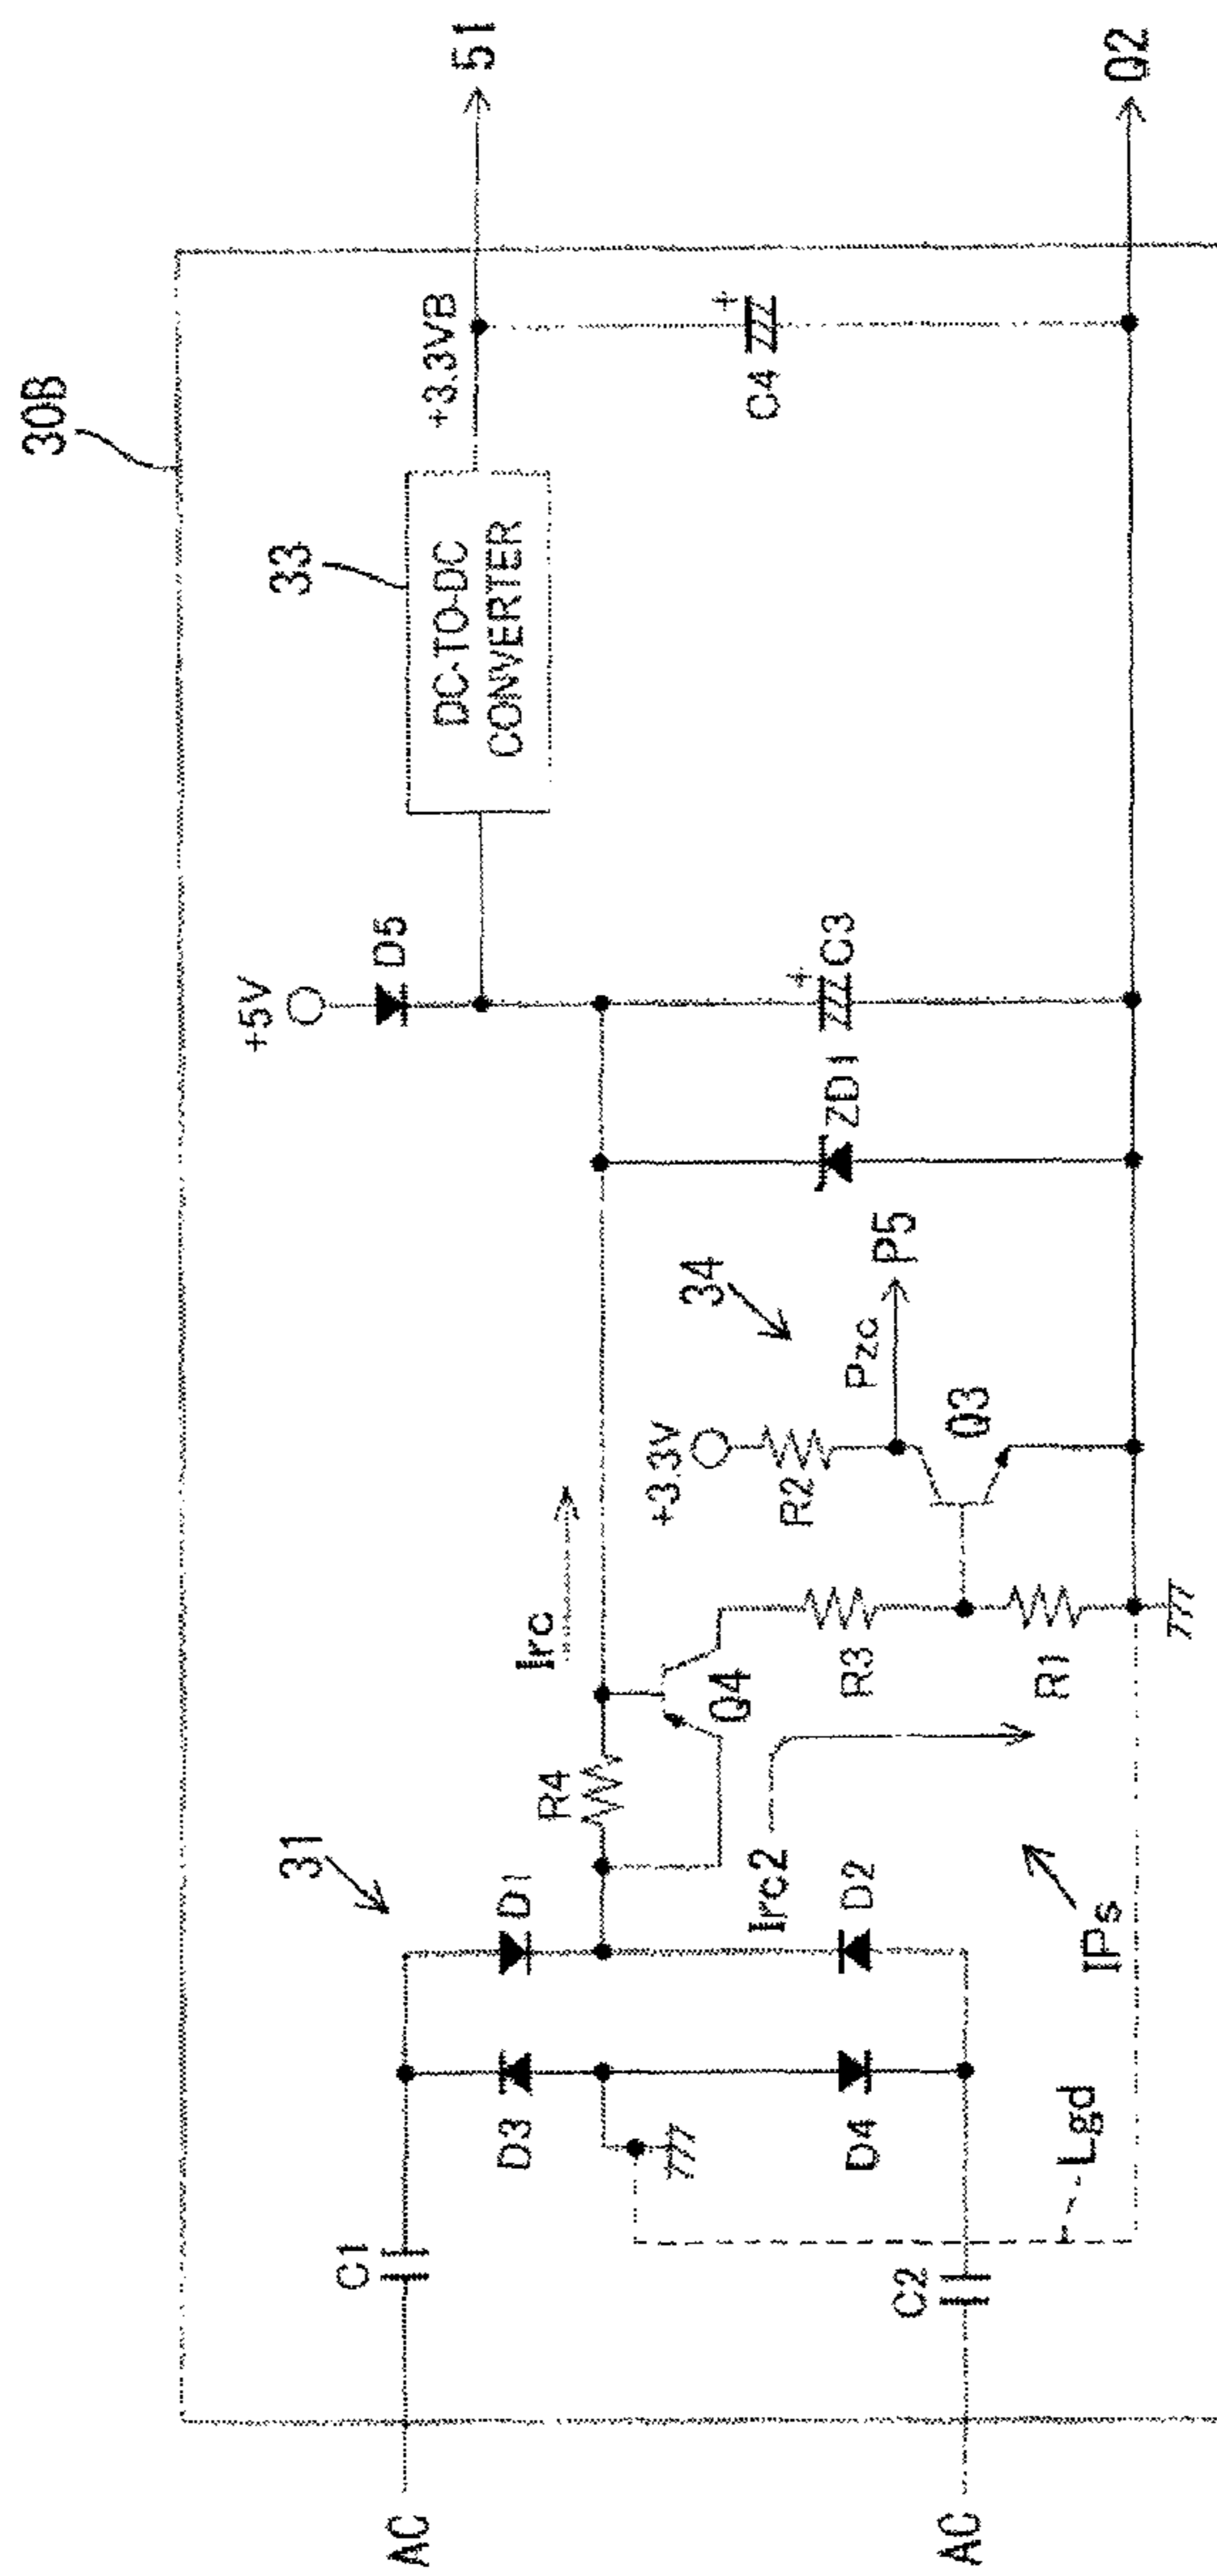 30B
AC
AC
C1
C2
31
D1
D2
D3
D4
Lgd
IPs
R4
Irc
Irc2
Q4
R3
R1
+3.3V
R2
Q3
34
Pzc
P5
ZD1
C3
+
+5V
D5
33
DC-TO-DC
CONVERTER
+3.3VB
C4
+
51
Q2